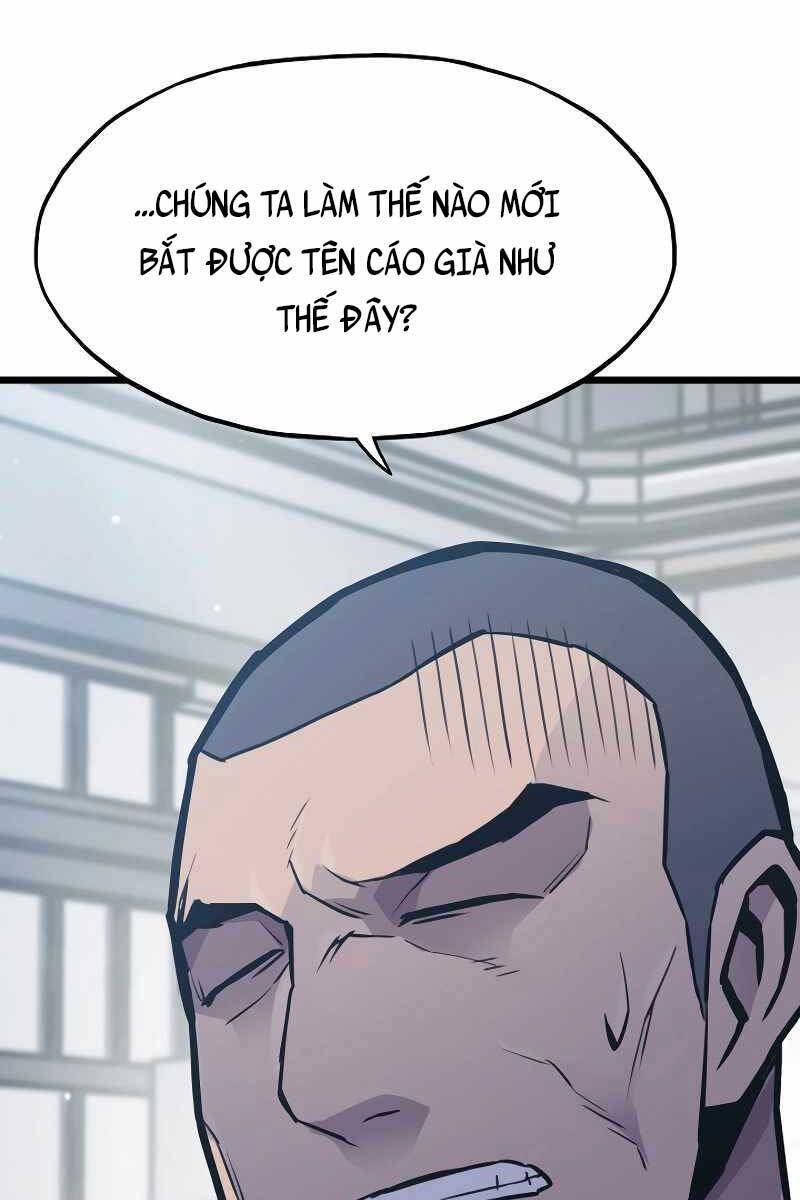 ...CHÚNG TA LÀM THẾ NÀO MỚI
BẮT ĐƯỢC TÊN CÁO GIÀ NHƯ
THẾ ĐÂY?